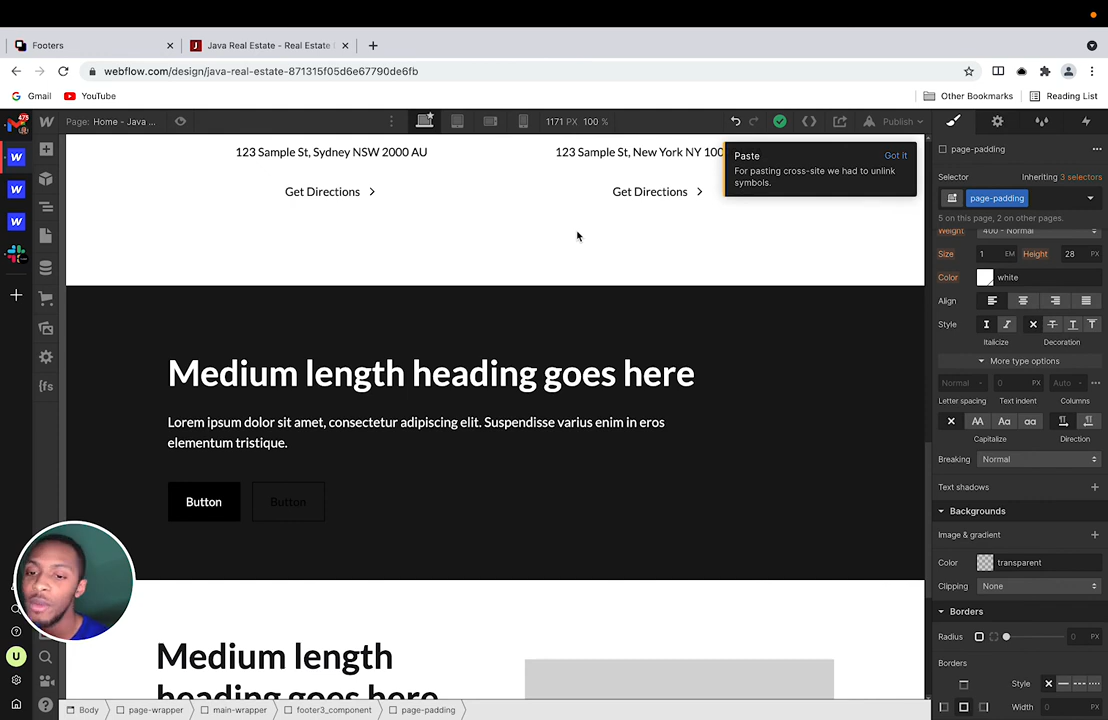 Footers
Java Real Estate - Real Estate
webflow.com/design/java-real-estate-871315f05d6e67790de6fb
Gmail
YouTube
Other Bookmarks
Reading List
475
Page: Home - Java ...
1171 PX 100 %
Publish
page-padding
123 Sample St, Sydney NSW 2000 AU
123 Sample St, New York NY 100
Get Directions
Get Directions
Paste
Got it
For pasting cross-site we had to unlink
symbols.
Selector
Inheriting 3 selectors
page-padding
5 on this page, 2 on other pages.
Weight
400 - Normal
Size
1 EM
Height
28 PX
Color
white
Align
Style
Italicize
Decoration
More type options
Normal
0 PX
Auto
Letter spacing
Text indent
Columns
AA
Aa
aa
Capitalize
Direction
Breaking
Normal
Text shadows
Backgrounds
Image & gradient
Color
transparent
Clipping
None
Borders
Radius
0 PX
Borders
Style
Width
0 PX
Medium length heading goes here
Lorem ipsum dolor sit amet, consectetur adipiscing elit. Suspendisse varius enim in eros
elementum tristique.
Button
Button
Medium length
heading goes here
{fs
U
Body
page-wrapper
main-wrapper
footer3_component
page-padding